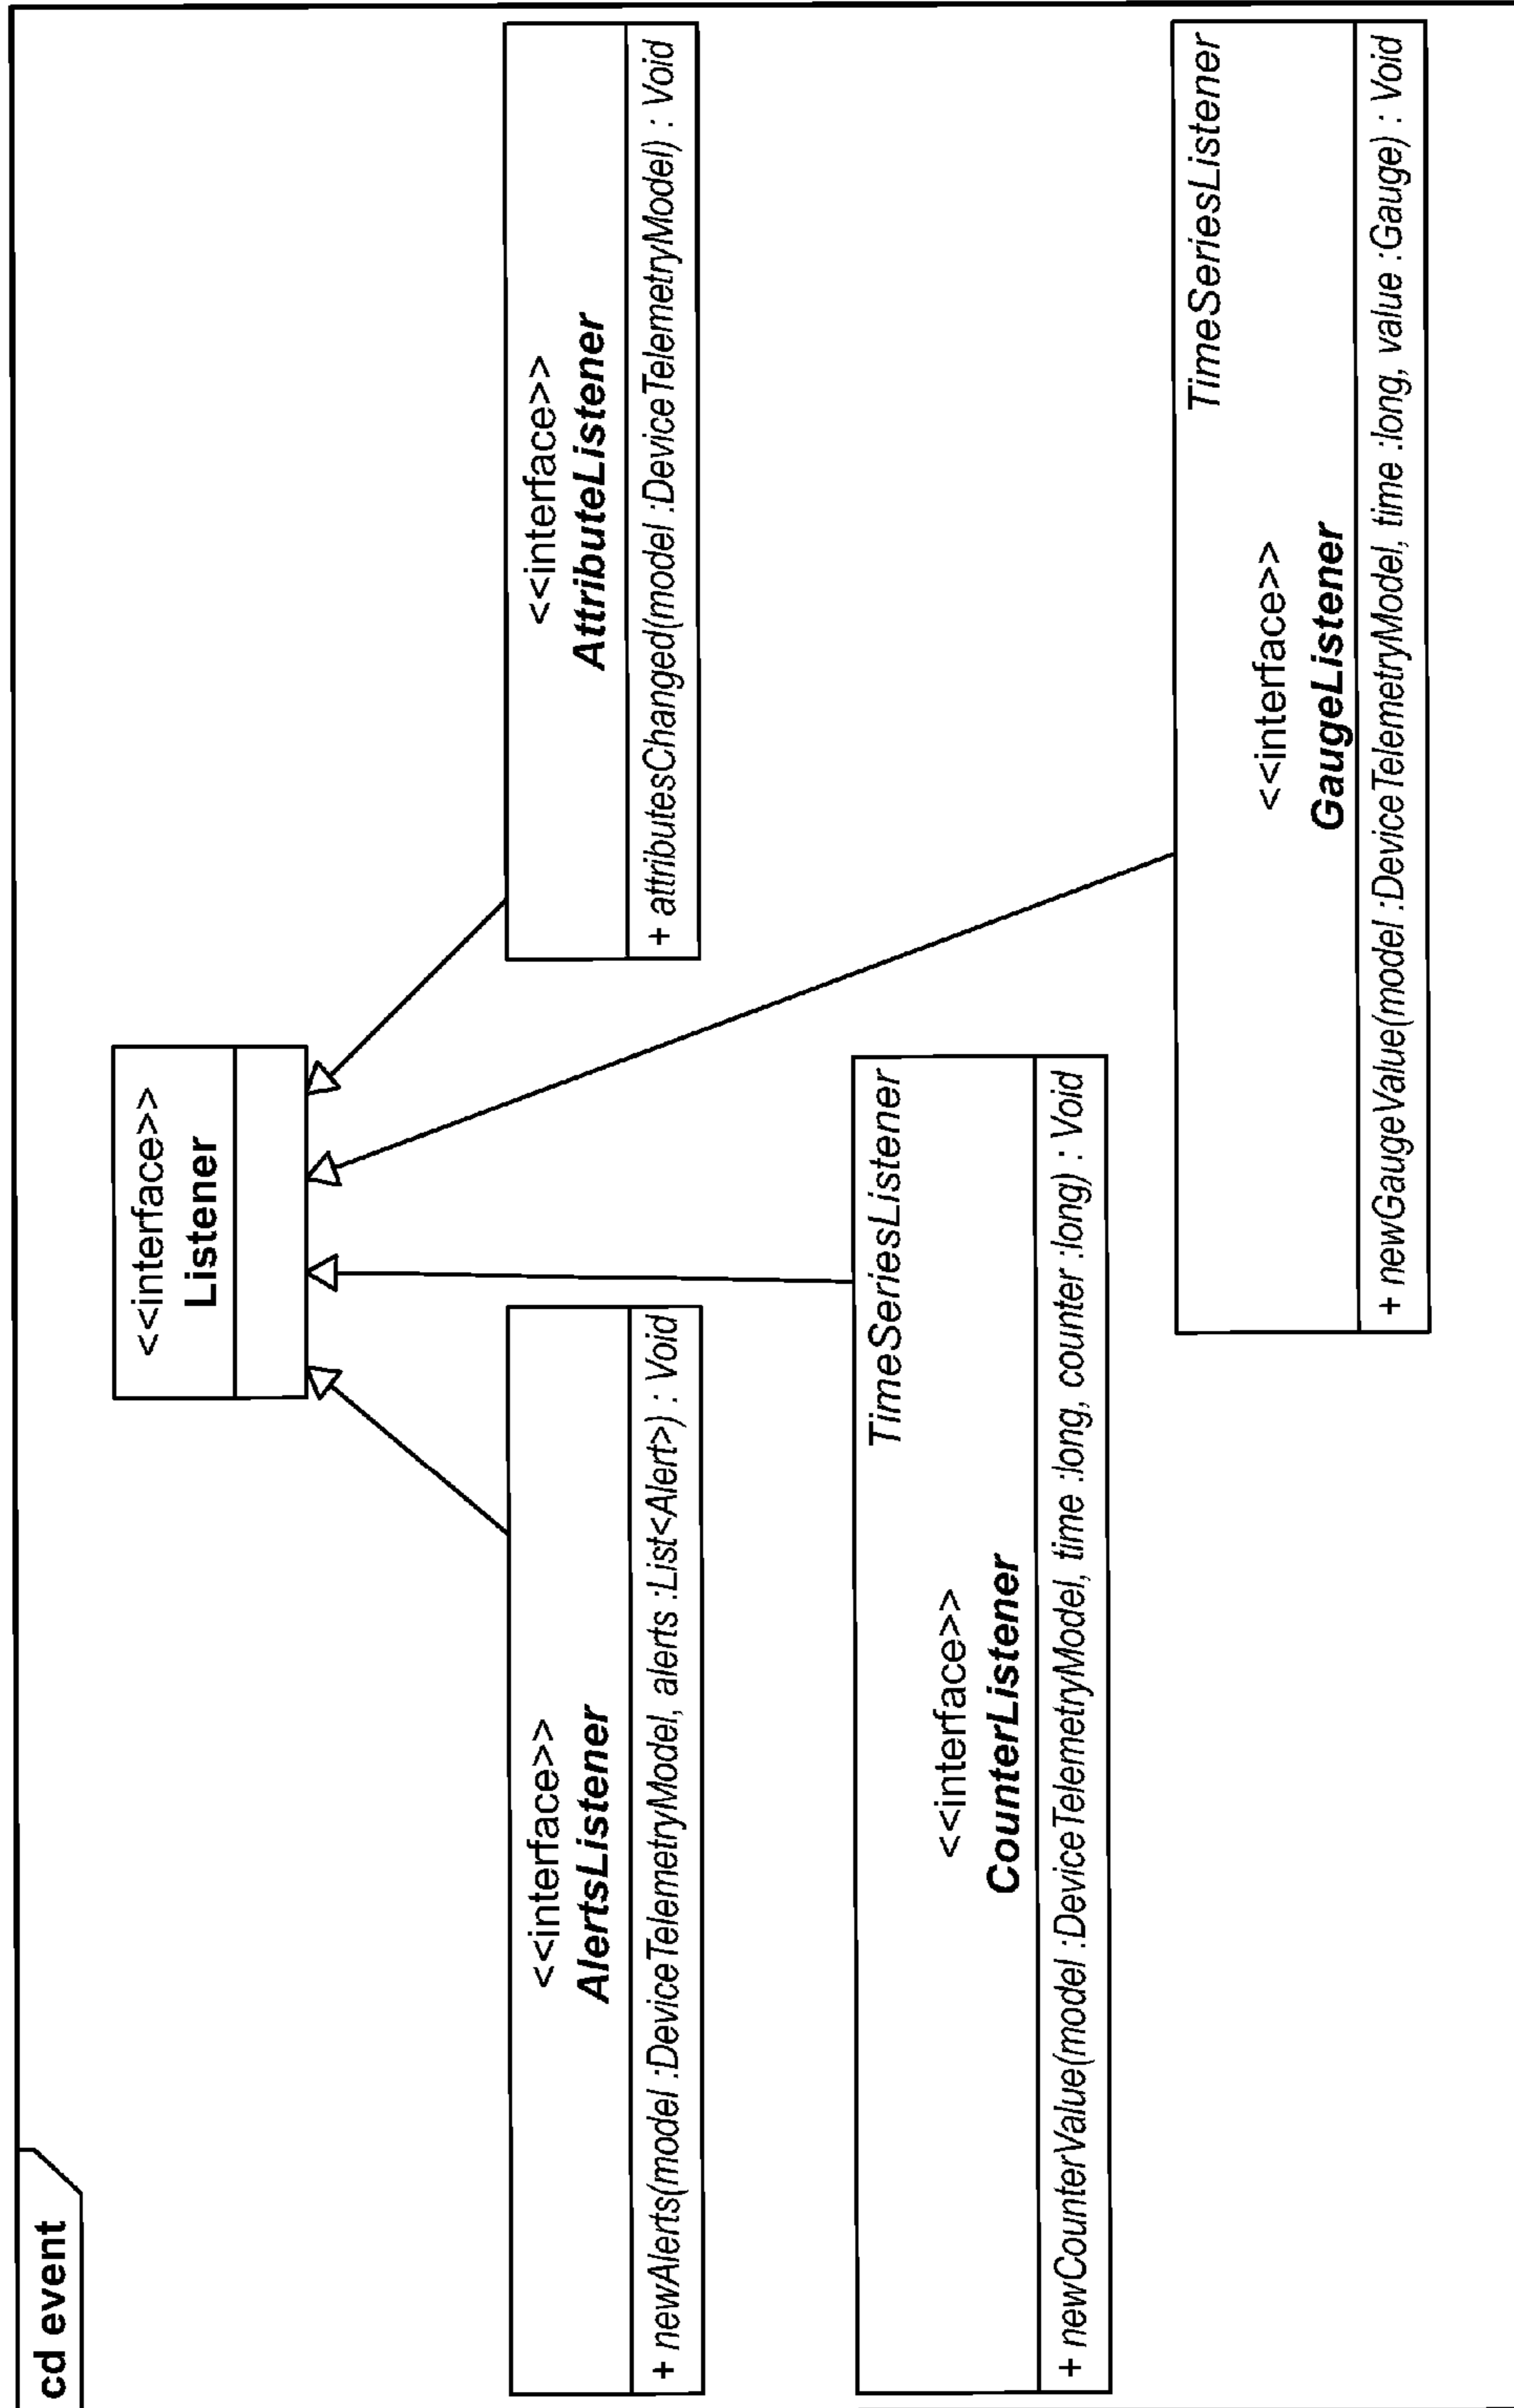 cd event
<<interface>>
Listener
<<interface>>
AlertsListener
+ newAlerts(model :DeviceTelemetryModel, alerts :List<Alert>) : Void
<<interface>>
AttributeListener
+ attributesChanged(model :DeviceTelemetryModel) : Void
TimeSeriesListener
<<interface>>
CounterListener
+ newCounterValue(model :DeviceTelemetryModel, time :long, counter :long) : Void
TimeSeriesListener
<<interface>>
GaugeListener
+ newGaugeValue(model :DeviceTelemetryModel, time :long, value :Gauge) : Void